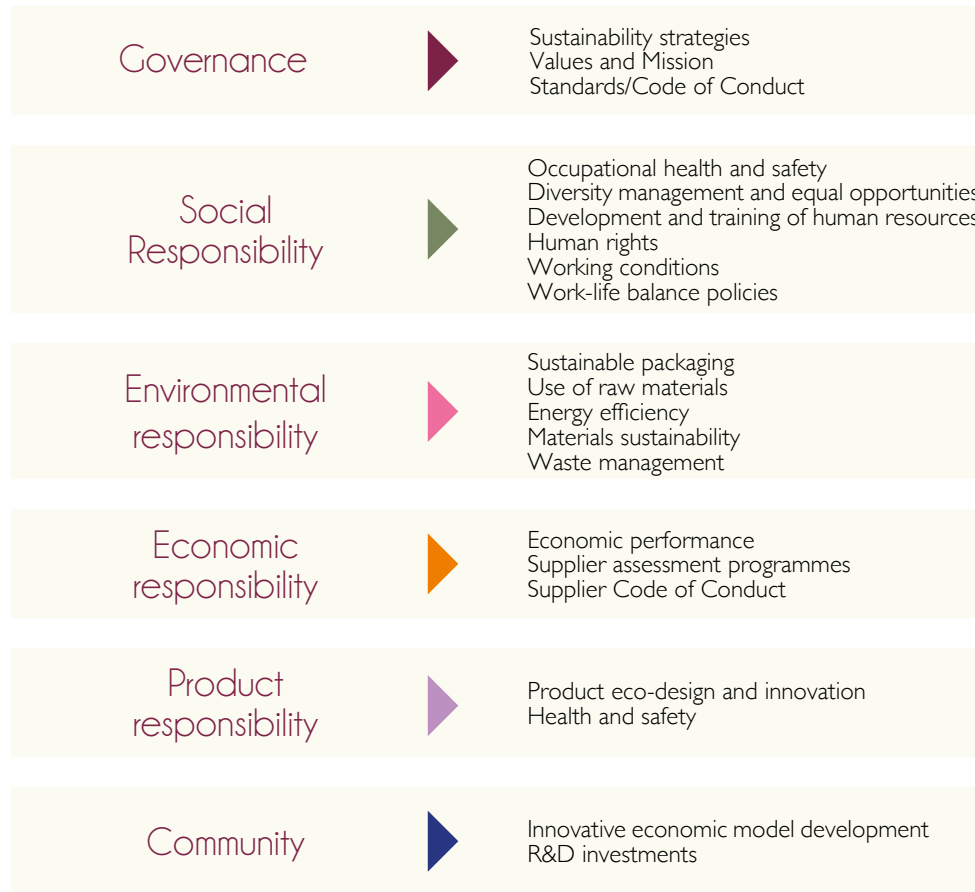 Governance
Sustainability strategies
Values and Mission
Standards/Code of Conduct
Social
Responsibility
Occupational health and safety
Diversity management and equal opportunities
Development and training of human resources
Human rights
Working conditions
Work-life balance policies
Environmental
responsibility
Sustainable packaging
Use of raw materials
Energy efficiency
Materials sustainability
Waste management
Economic
responsibility
Economic performance
Supplier assessment programmes
Supplier Code of Conduct
Product
responsibility
Product eco-design and innovation
Health and safety
Community
Innovative economic model development
R&D investments